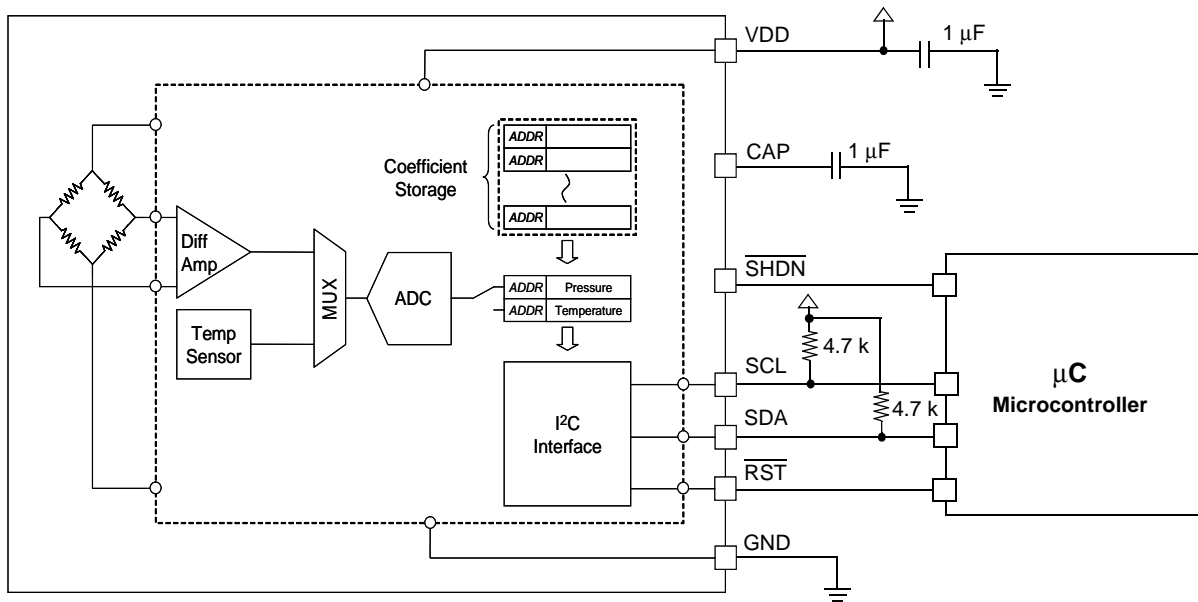 VDD
1 μF
CAP
1 μF
Coefficient
Storage
ADDR
ADDR
ADDR
Diff
Amp
MUX
ADC
ADDR Pressure
ADDR Temperature
Temp
Sensor
I²C
Interface
SHDN
4.7 k
SCL
4.7 k
SDA
RST
GND
μC
Microcontroller